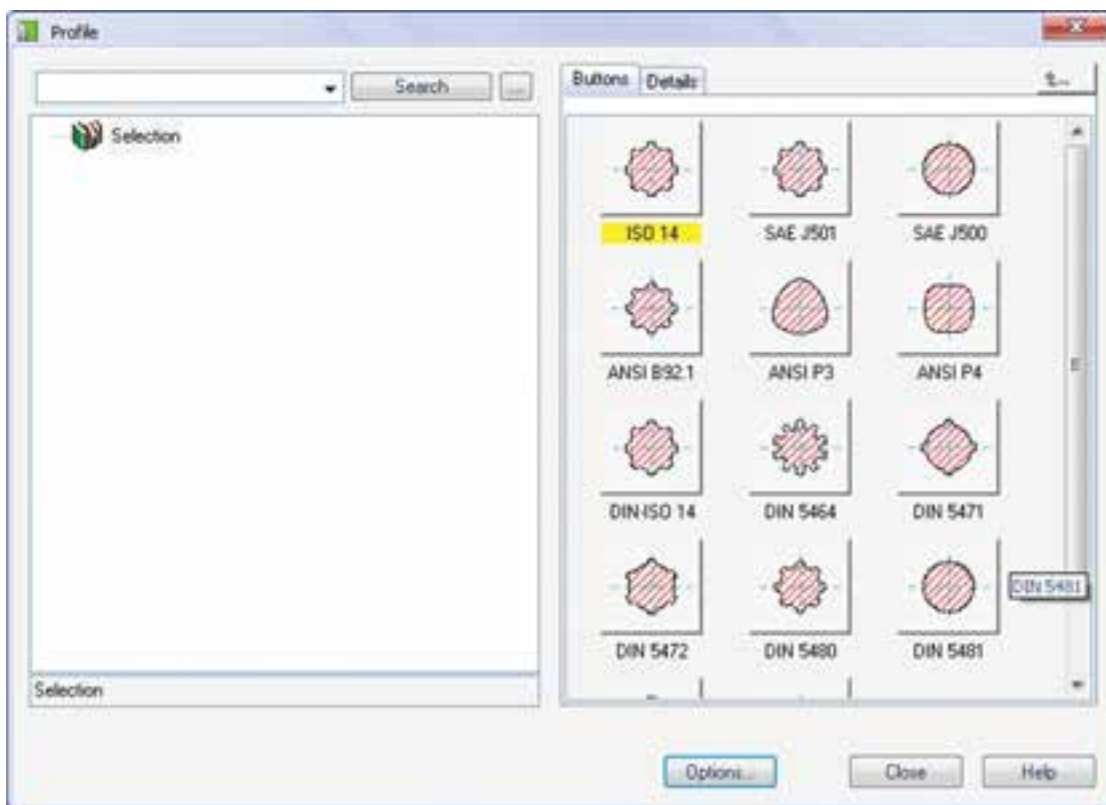 Profile
Search ...
Buttons Details
Selection
ISO 14 SAE J501 SAE J500
ANSI B92.1 ANSI P3 ANSI P4
DIN-ISO 14 DIN 5464 DIN 5471
DIN 5481
DIN 5472 DIN 5480 DIN 5481
Selection
Options... Close Help